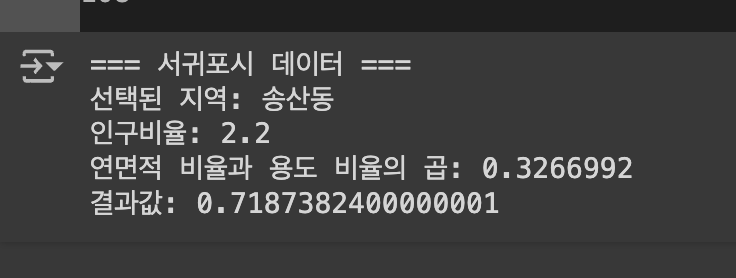 === 서귀포시 데이터 ===
선택된 지역: 송산동
인구비율: 2.2
연면적 비율과 용도 비율의 곱: 0.3266992
결과값: 0.7187382400000001